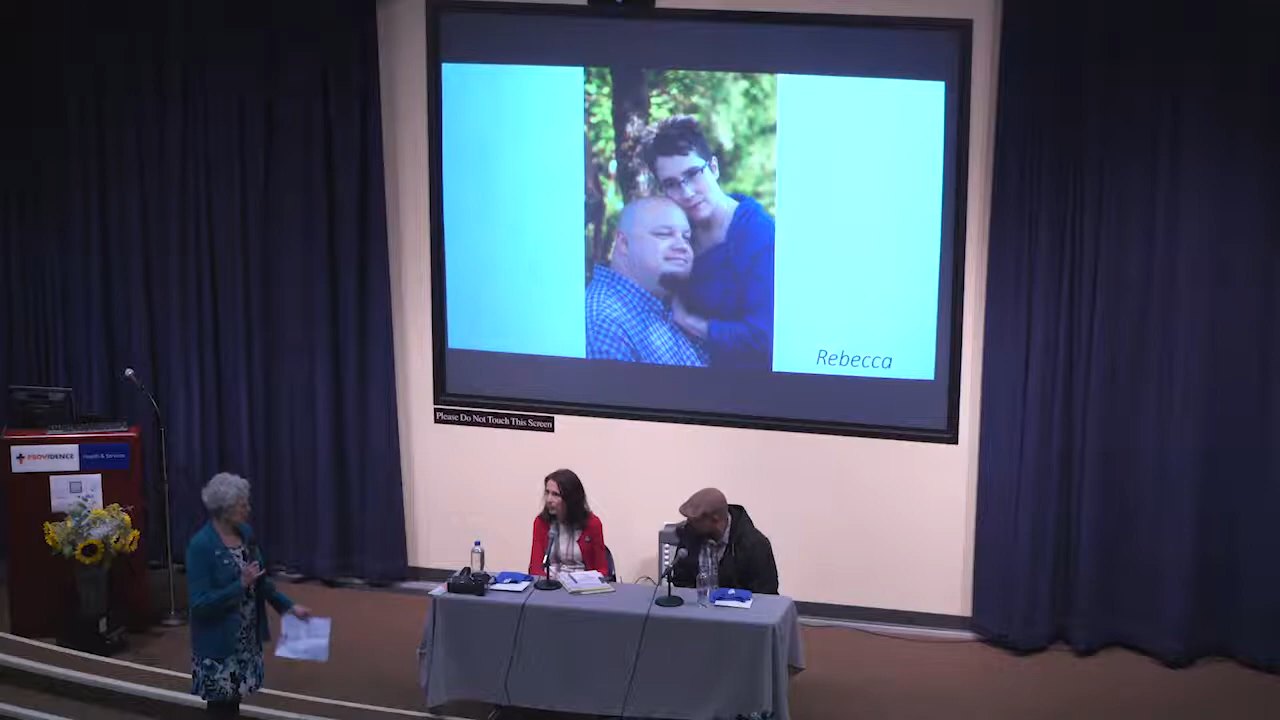 Rebecca
Please Do Not Touch This Screen
PROVIDENCE Health & Services